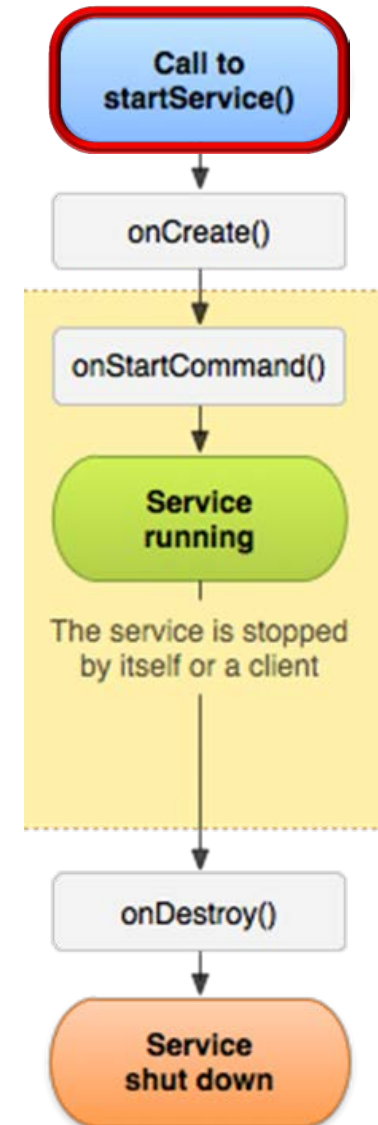 Call to
startService()
onCreate()
onStartCommand()
Service
running
The service is stopped
by itself or a client
onDestroy()
Service
shut down